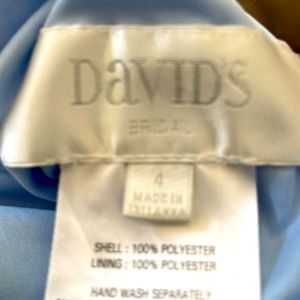 DAVID'S
BRIDAL
4
MADE IN
SHELL : 100% POLYESTER
LINING : 100% POLYESTER
HAND WASH SEPARATELY